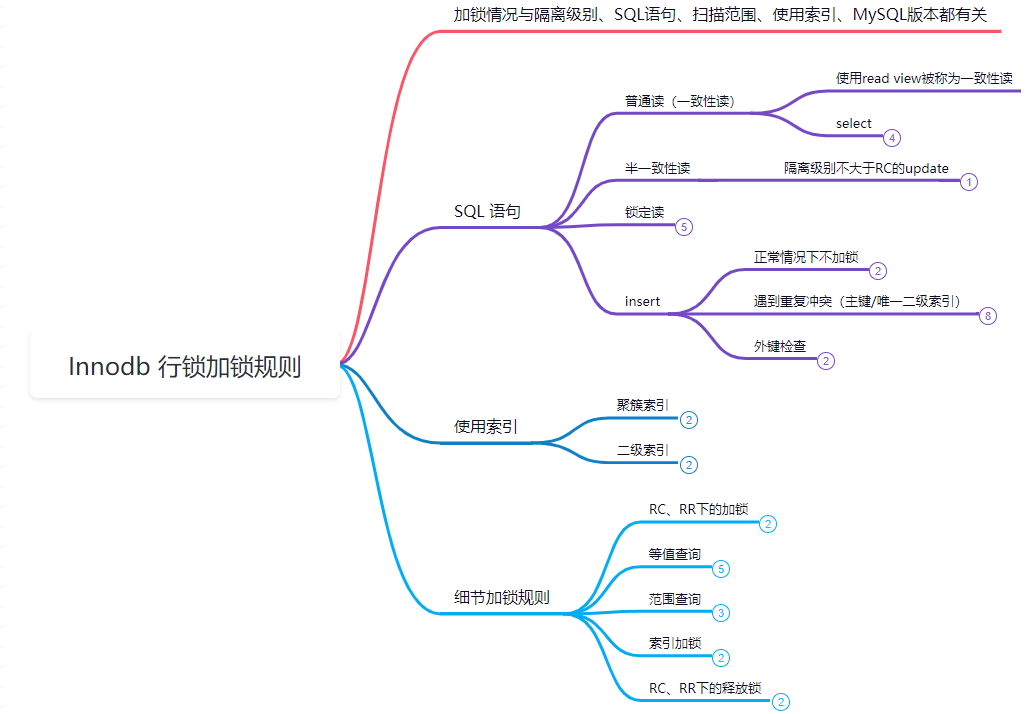 加锁情况与隔离级别、SQL语句、扫描范围、使用索引、MySQL版本都有关
使用read view被称为一致性读
普通读（一致性读）
select
4
半一致性读
隔离级别不大于RC的update
1
SQL 语句
锁定读
5
正常情况下不加锁
2
insert
遇到重复冲突（主键/唯一二级索引）
8
外键检查
2
Innodb 行锁加锁规则
聚簇索引
2
使用索引
二级索引
2
RC、RR下的加锁
2
等值查询
5
细节加锁规则
范围查询
3
索引加锁
2
RC、RR下的释放锁
2